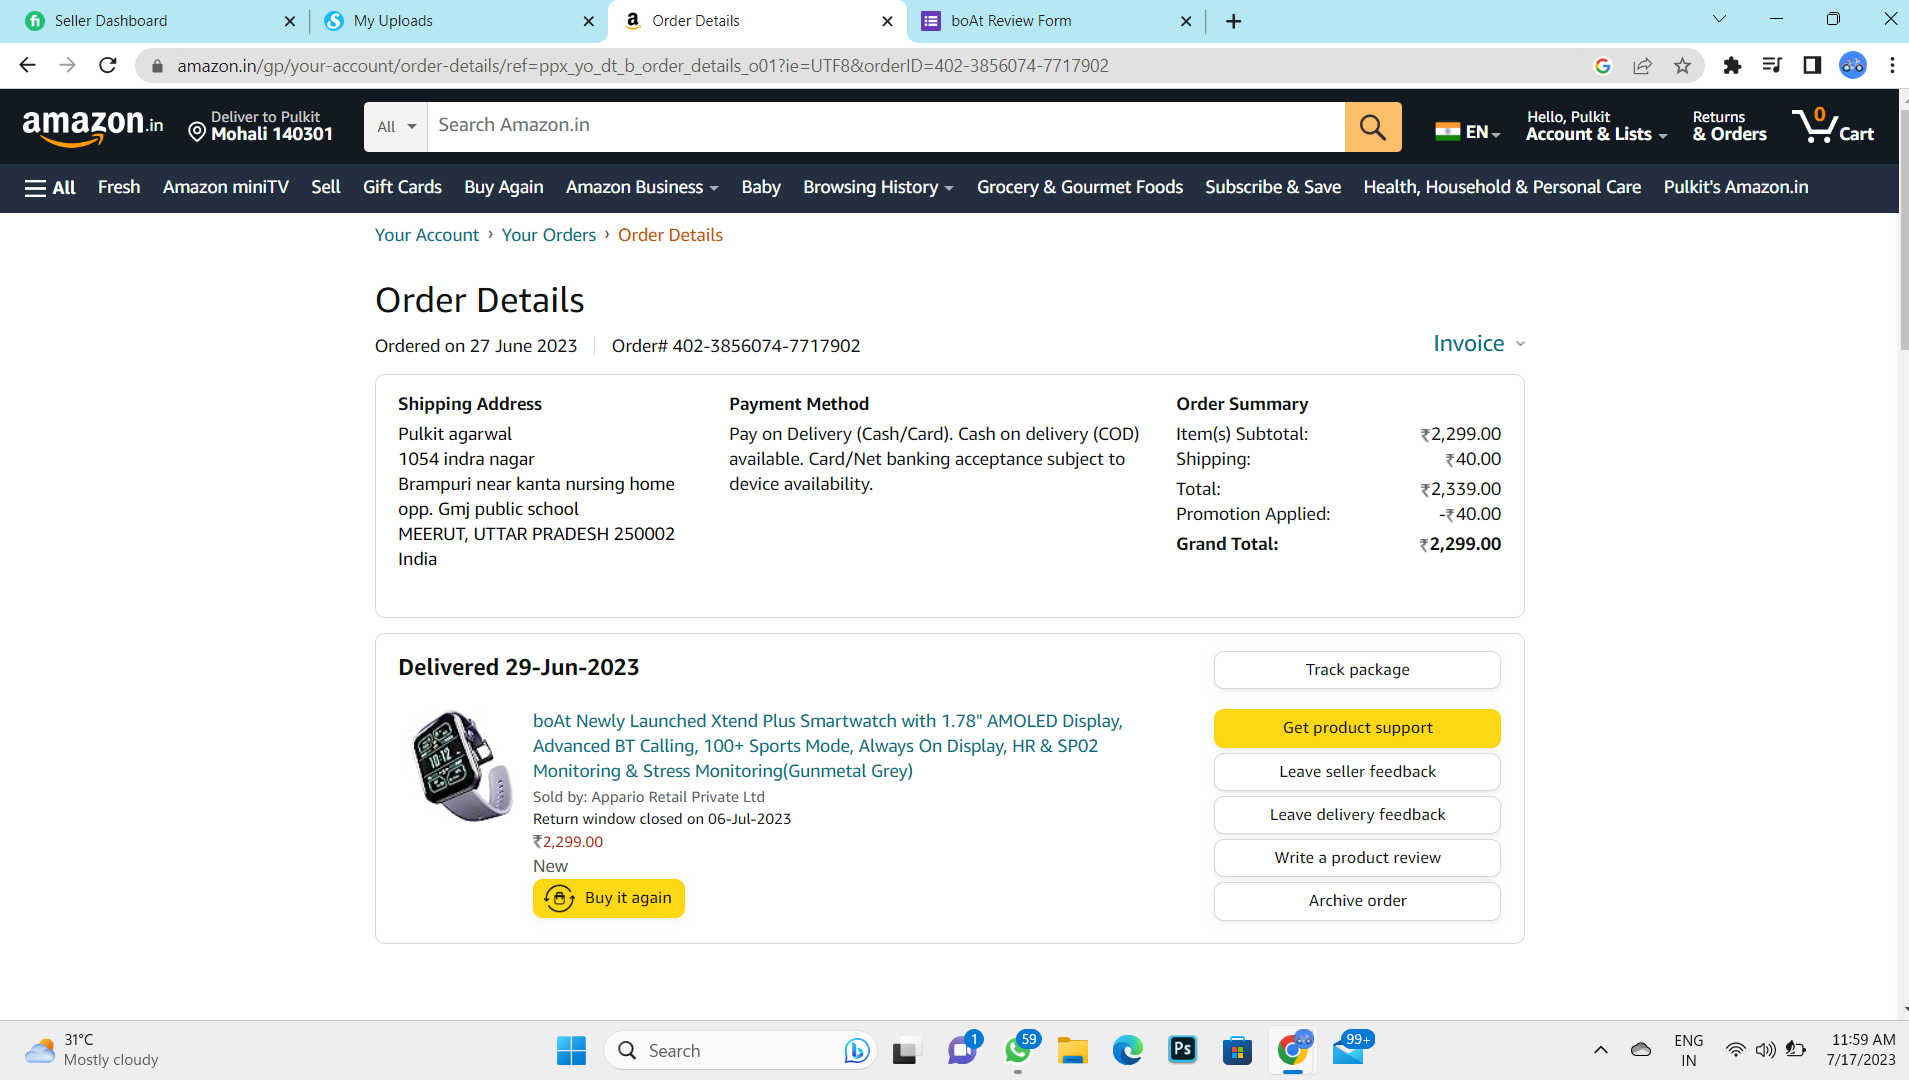 Seller Dashboard
My Uploads
Order Details
boAt Review Form
amazon.in/gp/your-account/order-details/ref=ppx_yo_dt_b_order_details_o01?ie=UTF8&orderID=402-3856074-7717902
amazon.in
Deliver to Pulkit
Mohali 140301
All
Search Amazon.in
EN
Hello, Pulkit
Account & Lists
Returns
& Orders
0
Cart
All
Fresh
Amazon miniTV
Sell
Gift Cards
Buy Again
Amazon Business
Baby
Browsing History
Grocery & Gourmet Foods
Subscribe & Save
Health, Household & Personal Care
Pulkit's Amazon.in
Your Account › Your Orders › Order Details
Order Details
Ordered on 27 June 2023
Order# 402-3856074-7717902
Invoice
Shipping Address
Pulkit agarwal
1054 indra nagar
Brampuri near kanta nursing home
opp. Gmj public school
MEERUT, UTTAR PRADESH 250002
India
Payment Method
Pay on Delivery (Cash/Card). Cash on delivery (COD)
available. Card/Net banking acceptance subject to
device availability.
Order Summary
Item(s) Subtotal: ₹2,299.00
Shipping: ₹40.00
Total: ₹2,339.00
Promotion Applied: -₹40.00
Grand Total: ₹2,299.00
Delivered 29-Jun-2023
10:12
boAt Newly Launched Xtend Plus Smartwatch with 1.78" AMOLED Display,
Advanced BT Calling, 100+ Sports Mode, Always On Display, HR & SP02
Monitoring & Stress Monitoring(Gunmetal Grey)
Sold by: Appario Retail Private Ltd
Return window closed on 06-Jul-2023
₹2,299.00
New
Buy it again
Track package
Get product support
Leave seller feedback
Leave delivery feedback
Write a product review
Archive order
31°C
Mostly cloudy
Search
1
59
Ps
99+
ENG
IN
11:59 AM
7/17/2023